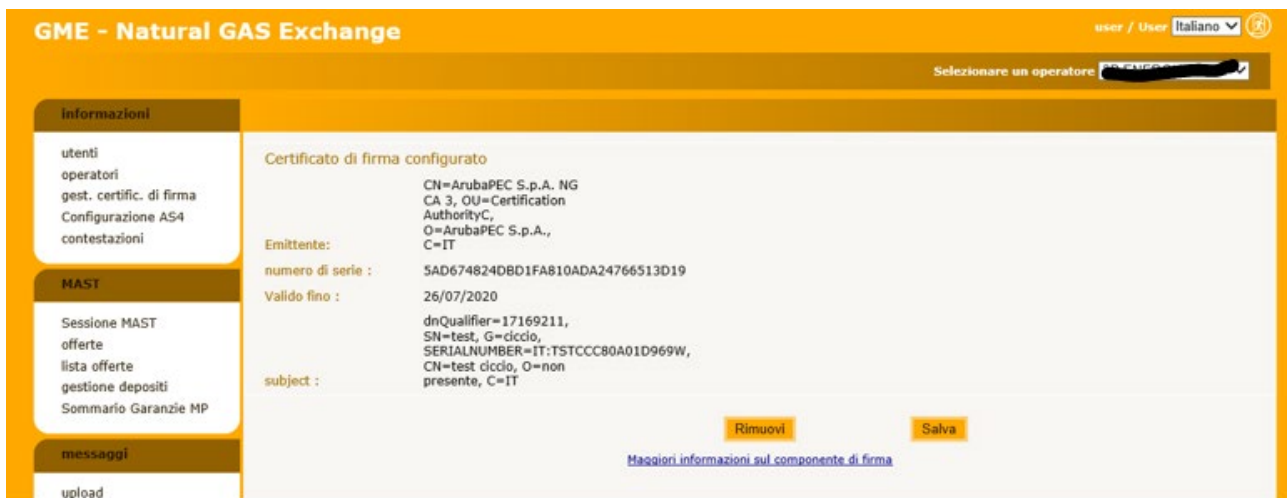 GME - Natural GAS Exchange
user / User Italiano
Selezionare un operatore
informazioni
utenti
operatori
gest. certific. di firma
Configurazione AS4
contestazioni
MAST
Sessione MAST
offerte
lista offerte
gestione depositi
Sommario Garanzie MP
messaggi
upload
Certificato di firma configurato
CN=ArubaPEC S.p.A. NG
CA 3, OU=Certification
AuthorityC,
O=ArubaPEC S.p.A.,
Emittente: C=IT
numero di serie : 5AD674824DBD1FA810ADA24766513D19
Valido fino : 26/07/2020
dnQualifier=17169211,
SN=test, G=ciccio,
SERIALNUMBER=IT:TSTCCC80A01D969W,
CN=test ciccio, O=non
subject : presente, C=IT
Rimuovi Salva
Maggiori informazioni sul componente di firma